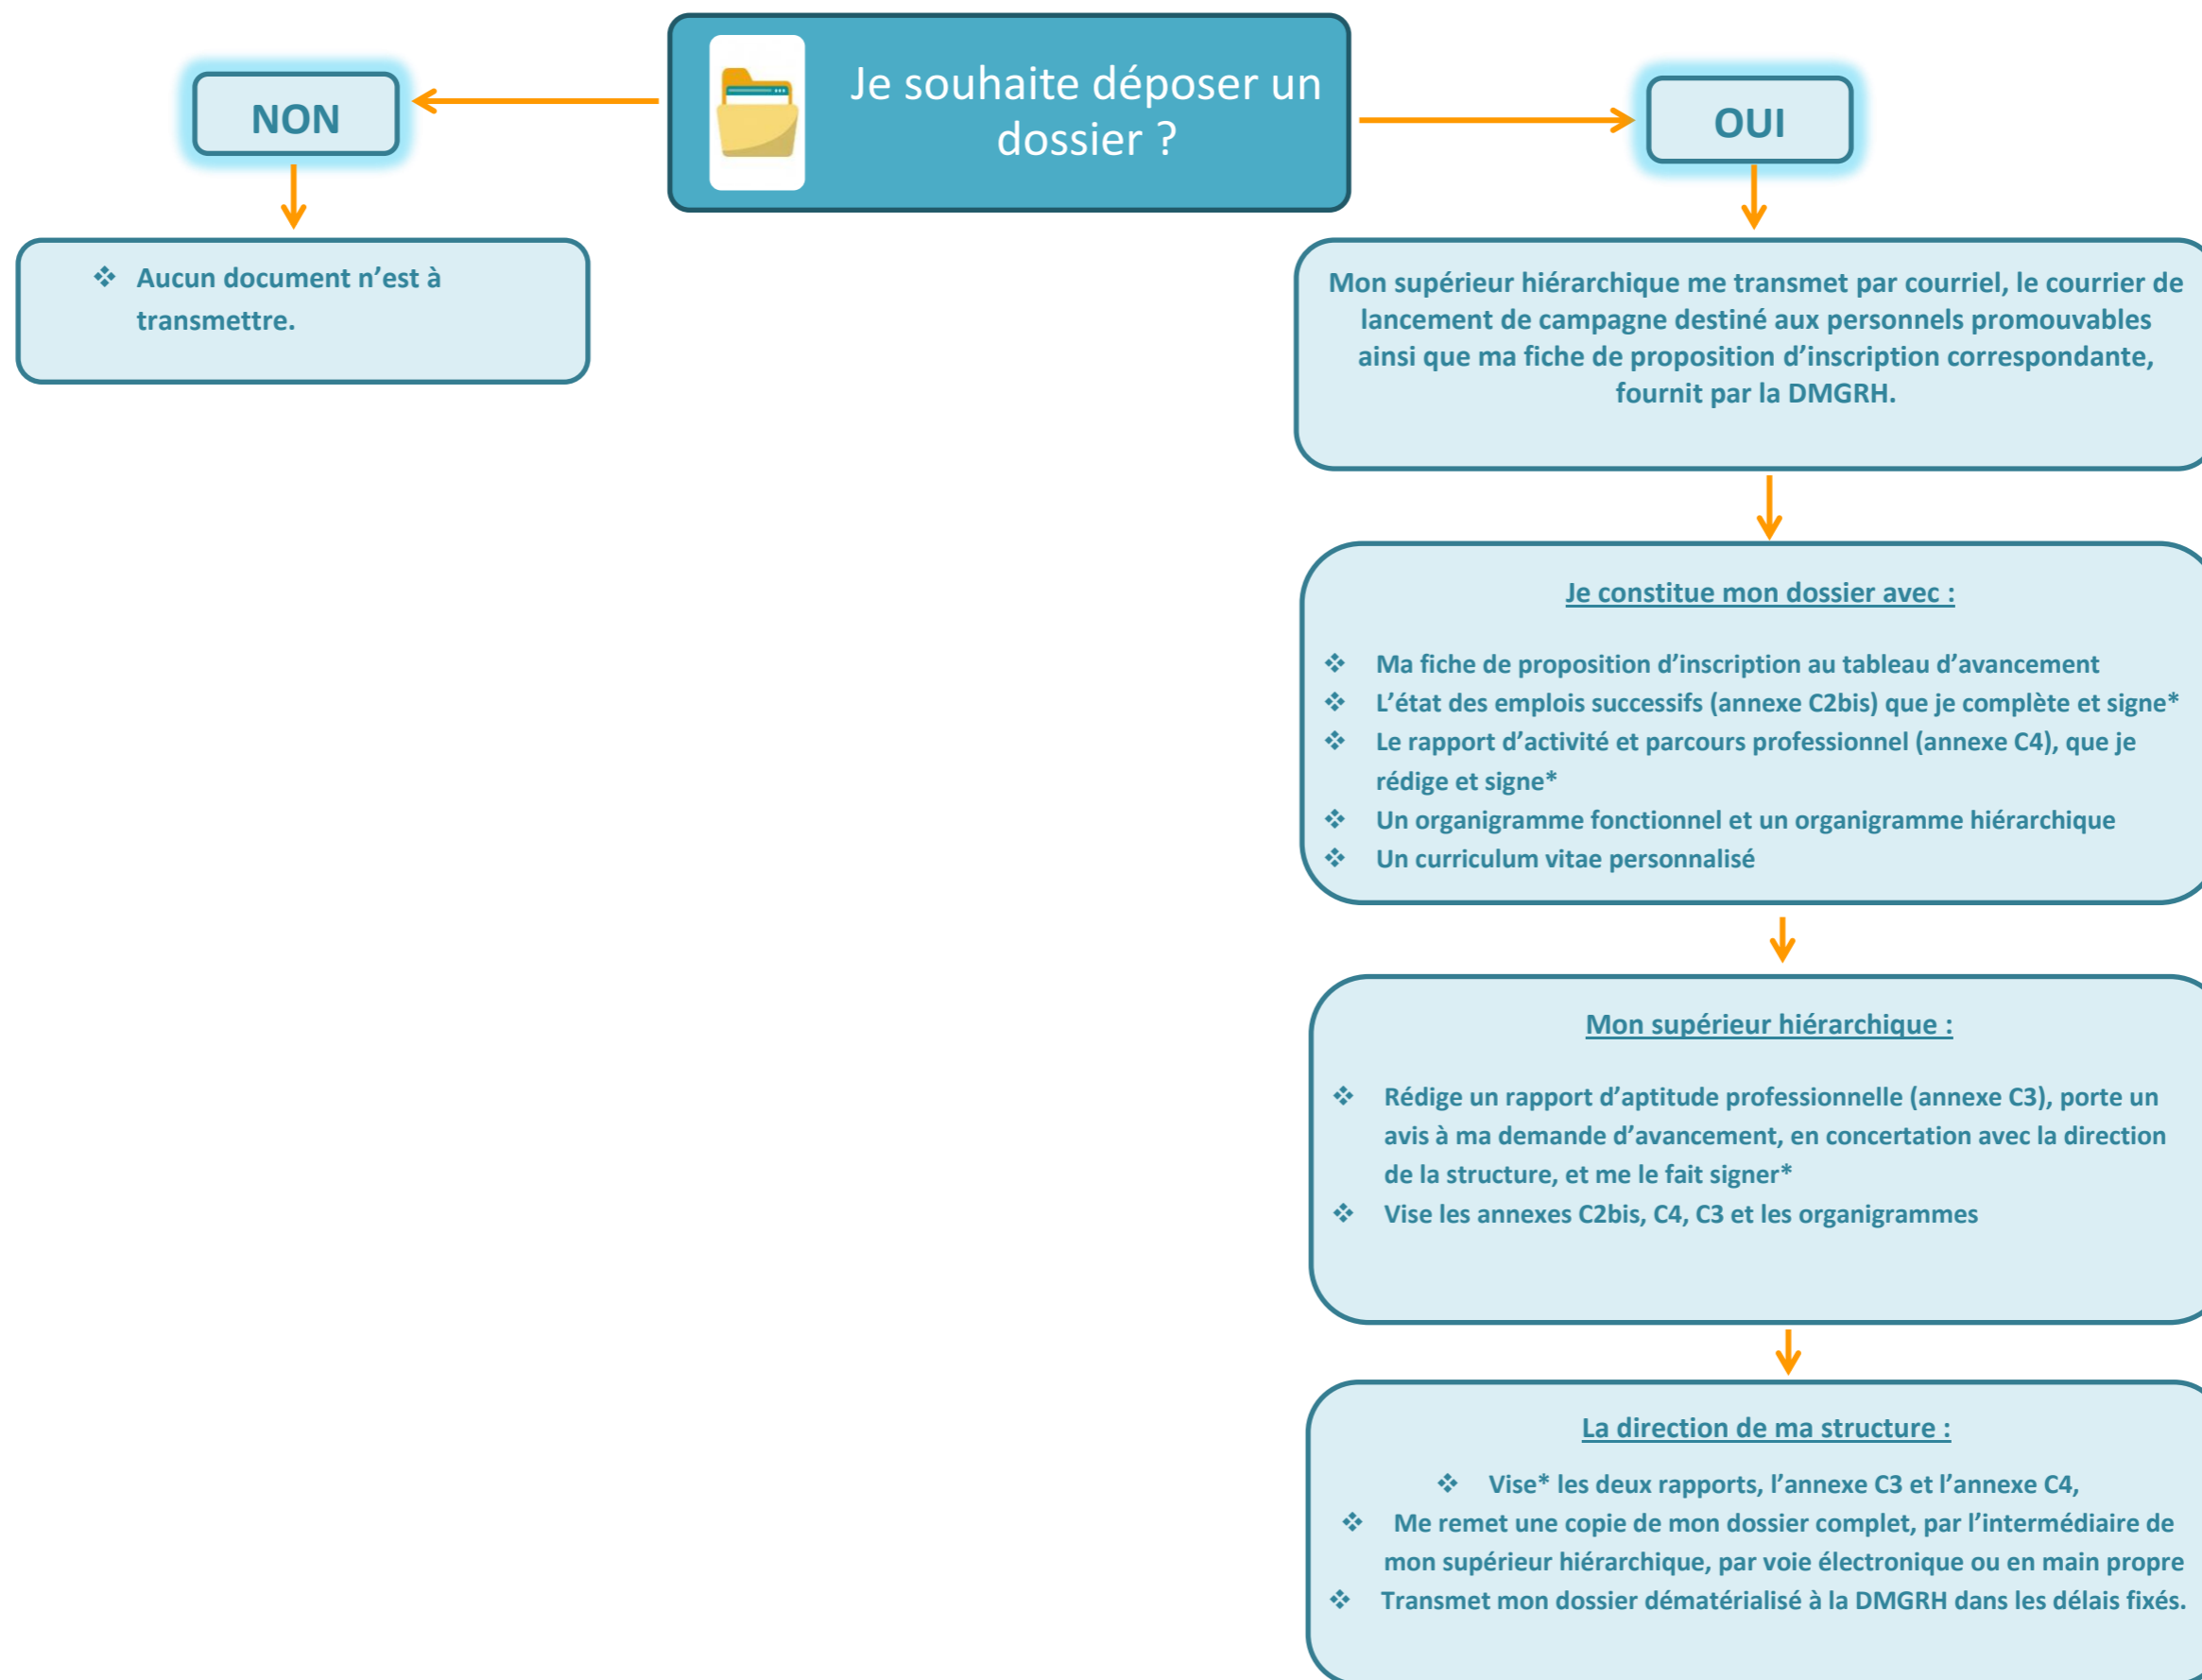 Je souhaite déposer un
dossier ?
NON
OUI
❖ Aucun document n’est à
transmettre.
Mon supérieur hiérarchique me transmet par courriel, le courrier de
lancement de campagne destiné aux personnels promouvables
ainsi que ma fiche de proposition d’inscription correspondante,
fournit par la DMGRH.
Je constitue mon dossier avec :
❖ Ma fiche de proposition d’inscription au tableau d’avancement
❖ L’état des emplois successifs (annexe C2bis) que je complète et signe*
❖ Le rapport d’activité et parcours professionnel (annexe C4), que je
rédige et signe*
❖ Un organigramme fonctionnel et un organigramme hiérarchique
❖ Un curriculum vitae personnalisé
Mon supérieur hiérarchique :
❖ Rédige un rapport d’aptitude professionnelle (annexe C3), porte un
avis à ma demande d’avancement, en concertation avec la direction
de la structure, et me le fait signer*
❖ Vise les annexes C2bis, C4, C3 et les organigrammes
La direction de ma structure :
❖ Vise* les deux rapports, l’annexe C3 et l’annexe C4,
❖ Me remet une copie de mon dossier complet, par l’intermédiaire de
mon supérieur hiérarchique, par voie électronique ou en main propre
❖ Transmet mon dossier dématérialisé à la DMGRH dans les délais fixés.